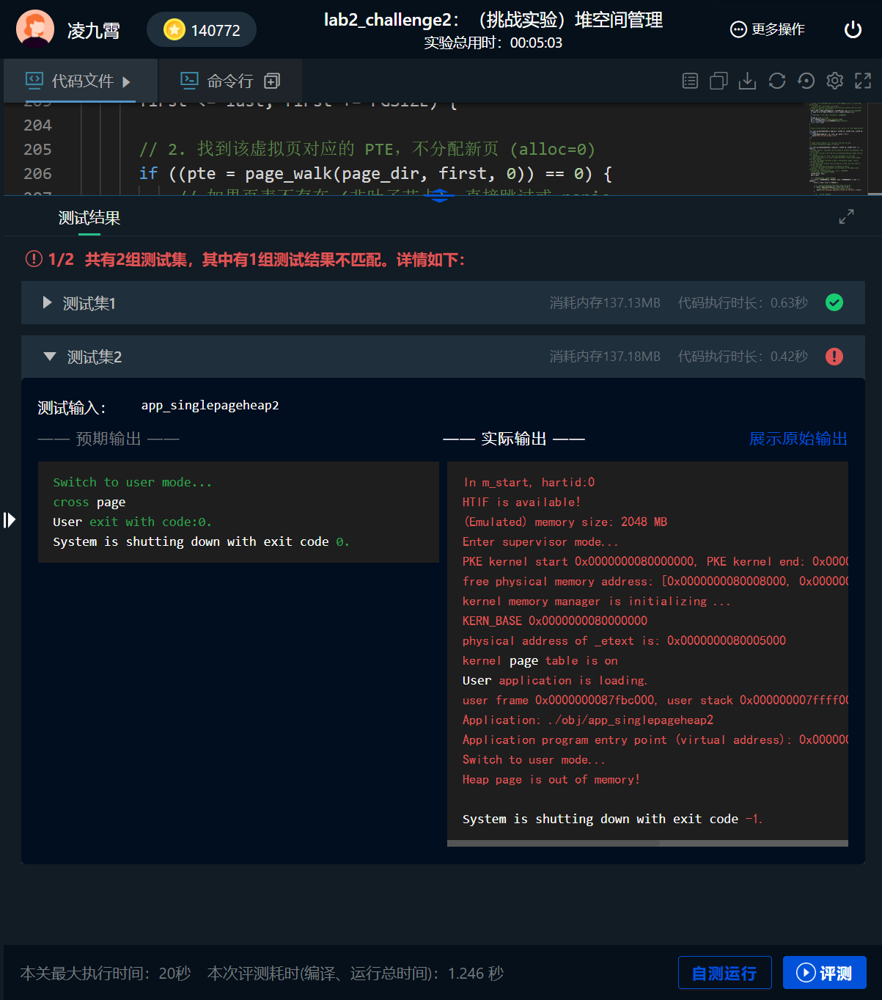 凌九霄
140772
lab2_challenge2：（挑战实验）堆空间管理
实验总用时：00:05:03
更多操作
代码文件
命令行
first <= last; first += PGSIZE) {
204
205 // 2. 找到该虚拟页对应的 PTE，不分配新页 (alloc=0)
206 if ((pte = page_walk(page_dir, first, 0)) == 0) {
测试结果
1/2 共有2组测试集，其中有1组测试结果不匹配。详情如下：
测试集1 消耗内存137.13MB 代码执行时长：0.63秒
测试集2 消耗内存137.18MB 代码执行时长：0.42秒
测试输入： app_singlepageheap2
—— 预期输出 ——
Switch to user mode...
cross page
User exit with code:0.
System is shutting down with exit code 0.
—— 实际输出 ——
展示原始输出
In m_start, hartid:0
HTIF is available!
(Emulated) memory size: 2048 MB
Enter supervisor mode...
PKE kernel start 0x0000000080000000, PKE kernel end: 0x000
free physical memory address: [0x0000000080008000, 0x00000
kernel memory manager is initializing ...
KERN_BASE 0x0000000080000000
physical address of _etext is: 0x0000000080005000
kernel page table is on
User application is loading.
user frame 0x0000000087fbc000, user stack 0x000000007ffff0
Application: ./obj/app_singlepageheap2
Application program entry point (virtual address): 0x00000
Switch to user mode...
Heap page is out of memory!
System is shutting down with exit code -1.
本关最大执行时间：20秒 本次评测耗时(编译、运行总时间)：1.246 秒
自测运行
评测